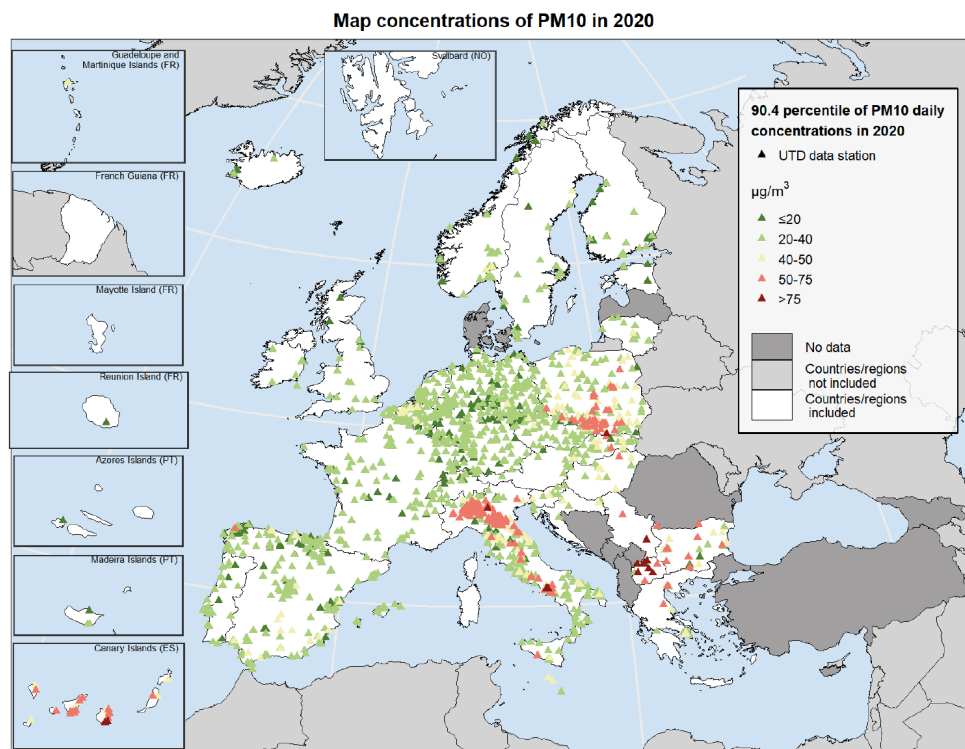 Map concentrations of PM10 in 2020
Guadeloupe and
Martinique Islands (FR)
Svalbard (NO)
French Guiana (FR)
Mayotte Island (FR)
Reunion Island (FR)
Azoros Islands (PT)
Madeira Islands (PT)
Canary Islands (ES)
90.4 percentile of PM10 daily
concentrations in 2020
UTD data station
µg/m³
≤20
20-40
40-50
50-75
>75
No data
Countries/regions
not included
Countries/regions
included